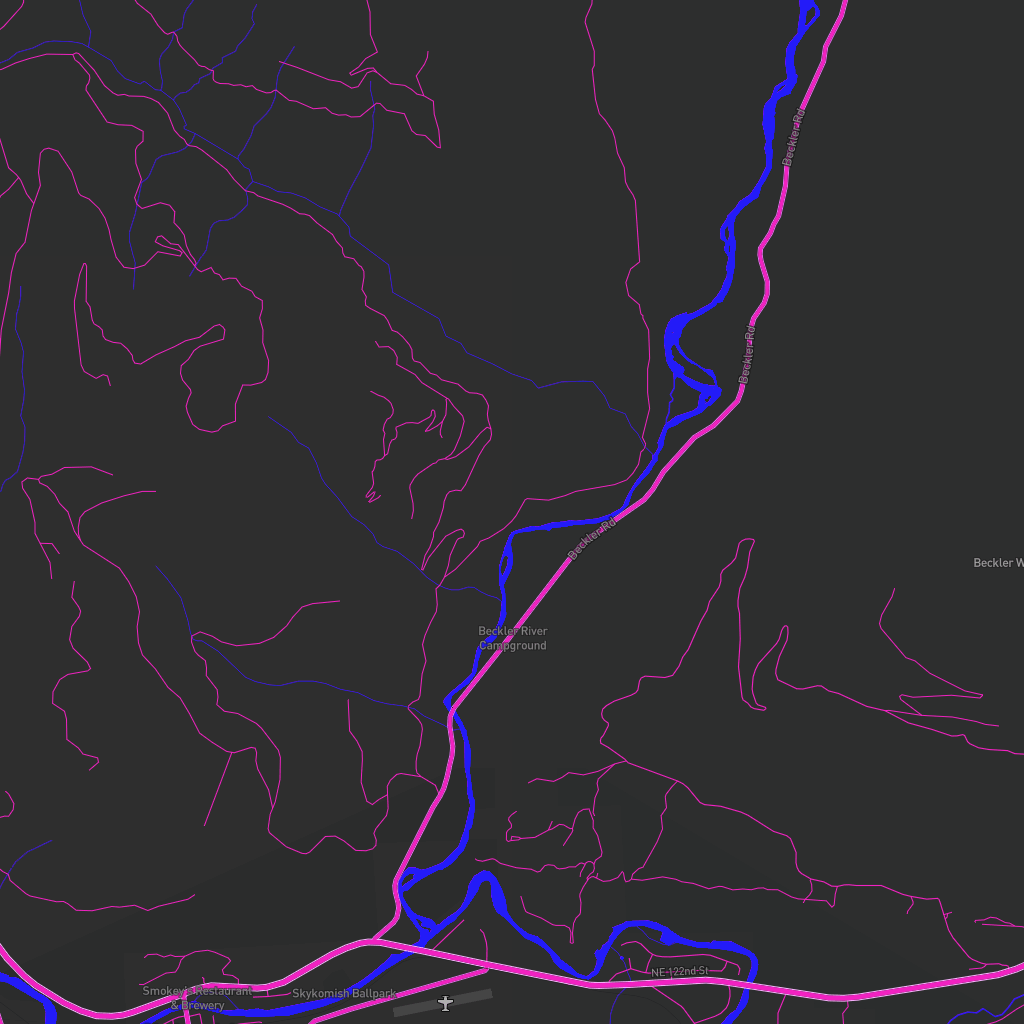 Beckler Rd
Beckler Rd
Beckler Rd
Beckler W
Beckler River
Campground
NE 122nd St
Smokey's Restaurant
& Brewery
Skykomish Ballpark